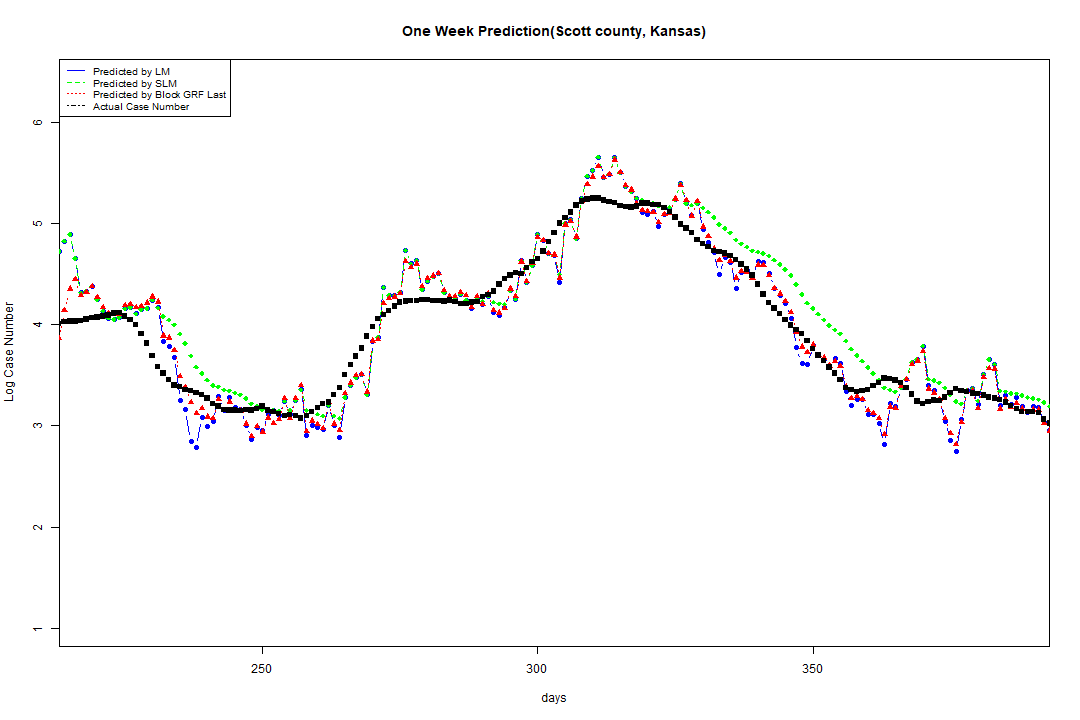 One Week Prediction(Scott county, Kansas)
Predicted by LM
Predicted by SLM
Predicted by Block GRF Last
Actual Case Number
6
5
4
3
2
1
Log Case Number
250
300
350
days